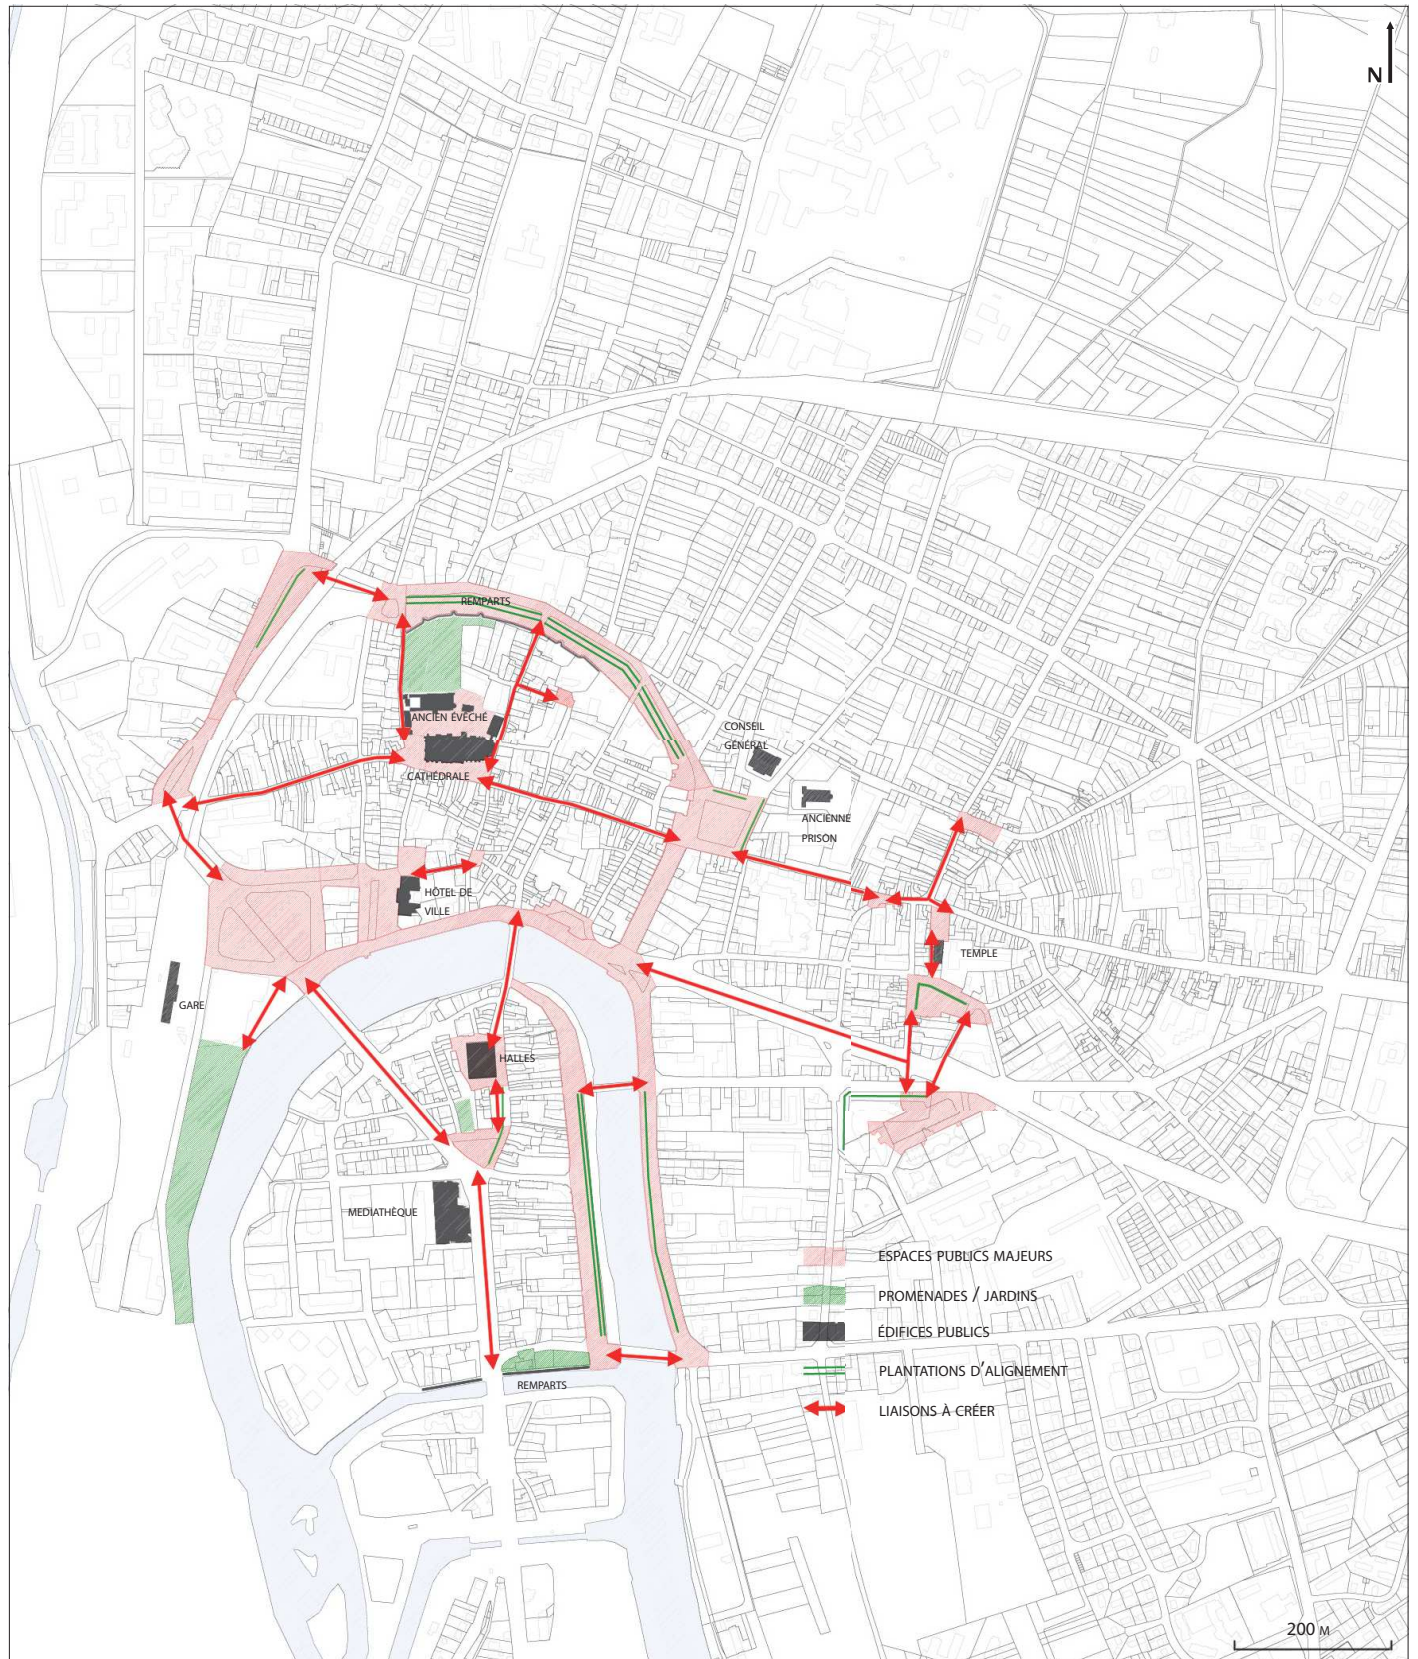 N
REMPARTS
ANCIEN ÉVÊCHÉ
CATHÉDRALE
CONSEIL
GÉNÉRAL
ANCIENNE
PRISON
HÔTEL DE
VILLE
TEMPLE
GARE
HALLES
MEDIATHÈQUE
REMPARTS
ESPACES PUBLICS MAJEURS
PROMENADES / JARDINS
ÉDIFICES PUBLICS
PLANTATIONS D'ALIGNEMENT
LIAISONS À CRÉER
200 M